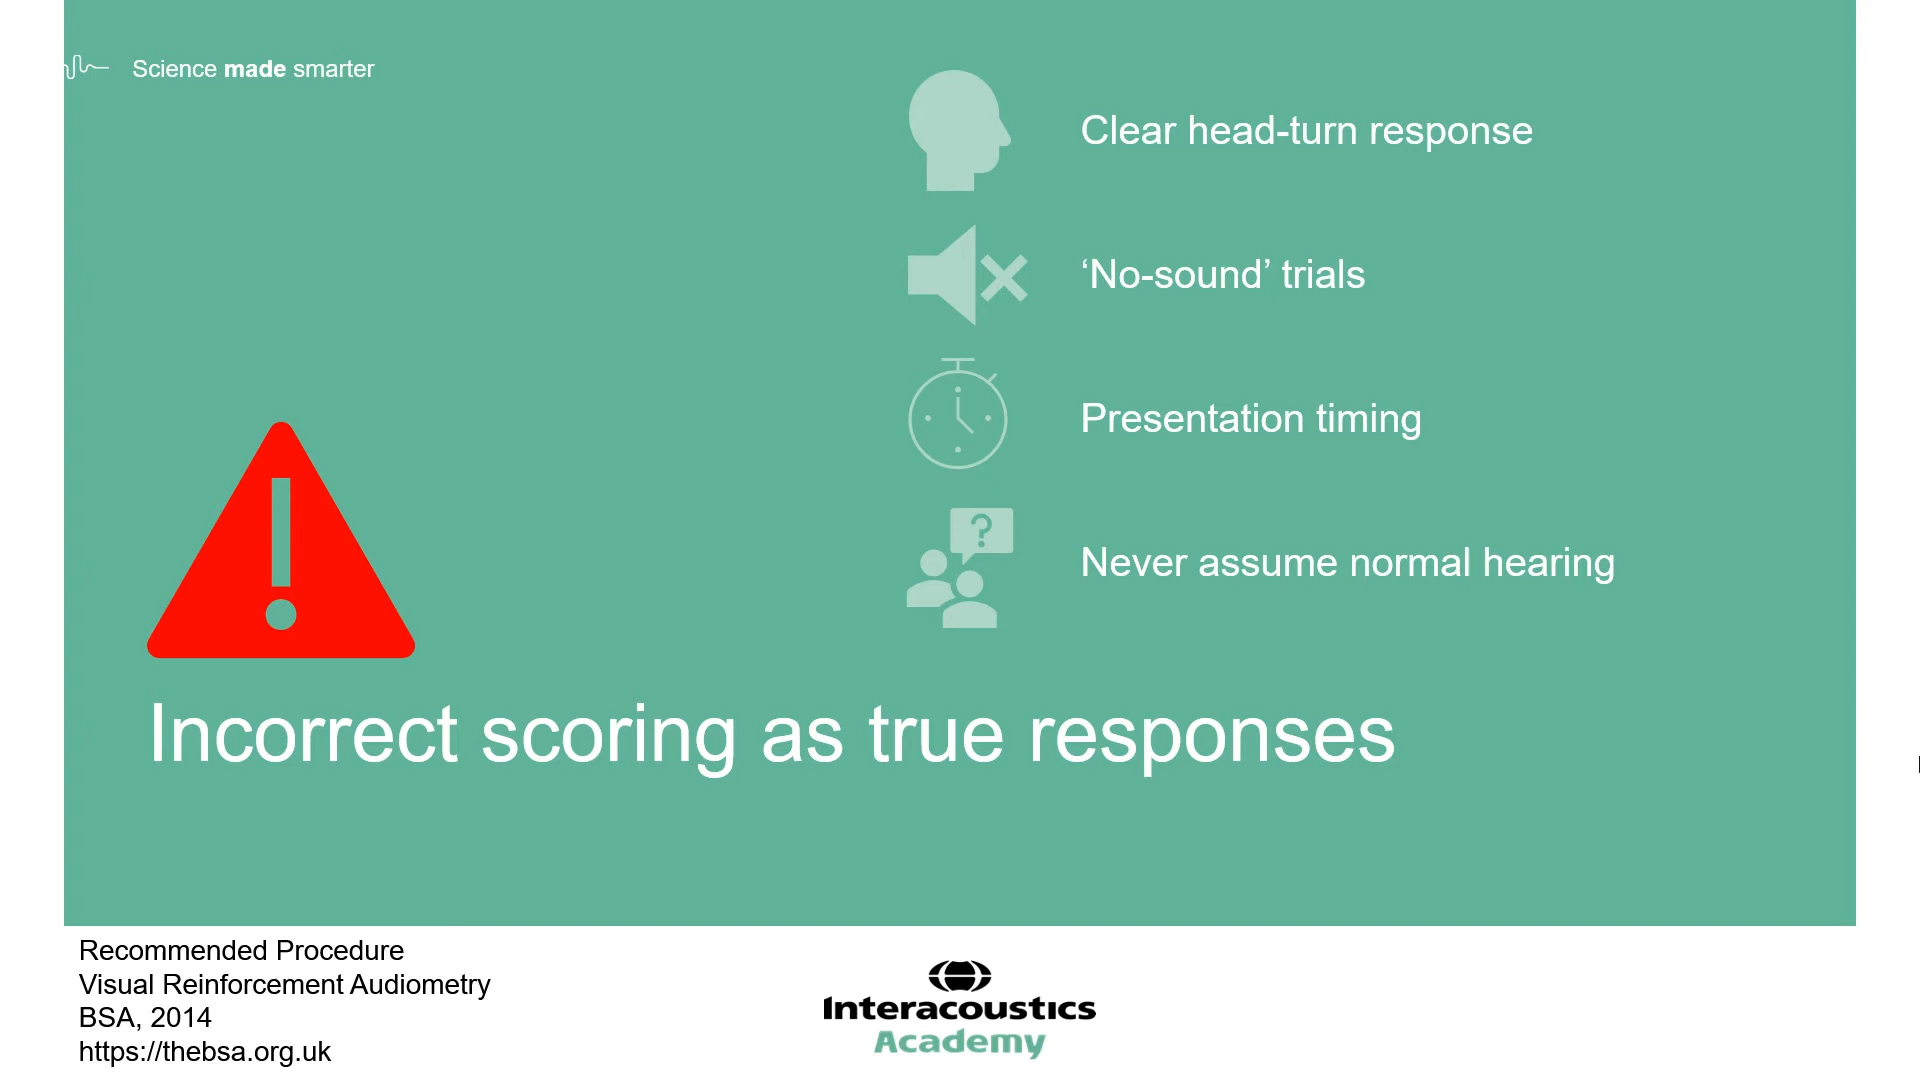 Science made smarter
Clear head-turn response
‘No-sound’ trials
Presentation timing
?
Never assume normal hearing
Incorrect scoring as true responses
Recommended Procedure
Visual Reinforcement Audiometry
BSA, 2014
https://thebsa.org.uk
Interacoustics
Academy